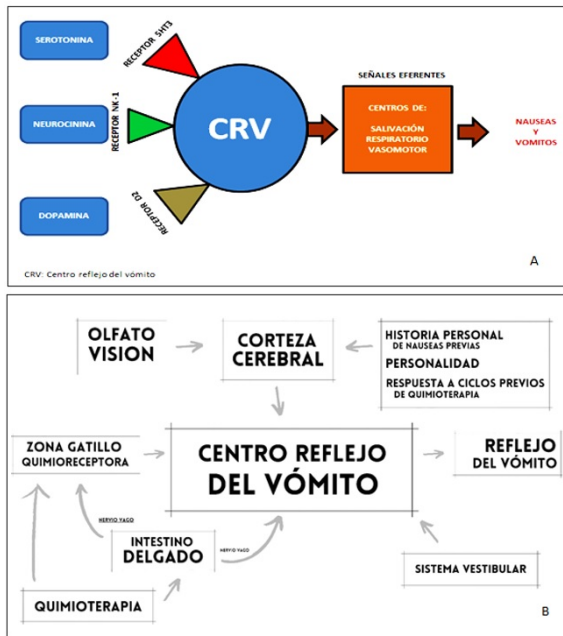 SEROTONINA
RECEPTOR 5HT3
NEUROCININA
RECEPTOR NK-1
DOPAMINA
RECEPTOR D2
CRV
SEÑALES EFERENTES
CENTROS DE:
SALIVACIÓN
RESPIRATORIO
VASOMOTOR
NAUSEAS
Y
VOMITOS
CRV: Centro reflejo del vómito
A
OLFATO
VISION
CORTEZA
CEREBRAL
HISTORIA PERSONAL
DE NAUSEAS PREVIAS
PERSONALIDAD
RESPUESTA A CICLOS PREVIOS
DE QUIMIOTERAPIA
ZONA GATILLO
QUIMIORECEPTORA
CENTRO REFLEJO
DEL VÓMITO
REFLEJO
DEL VÓMITO
NERVIO VAGO
INTESTINO
DELGADO
NERVIO VAGO
SISTEMA VESTIBULAR
QUIMIOTERAPIA
B